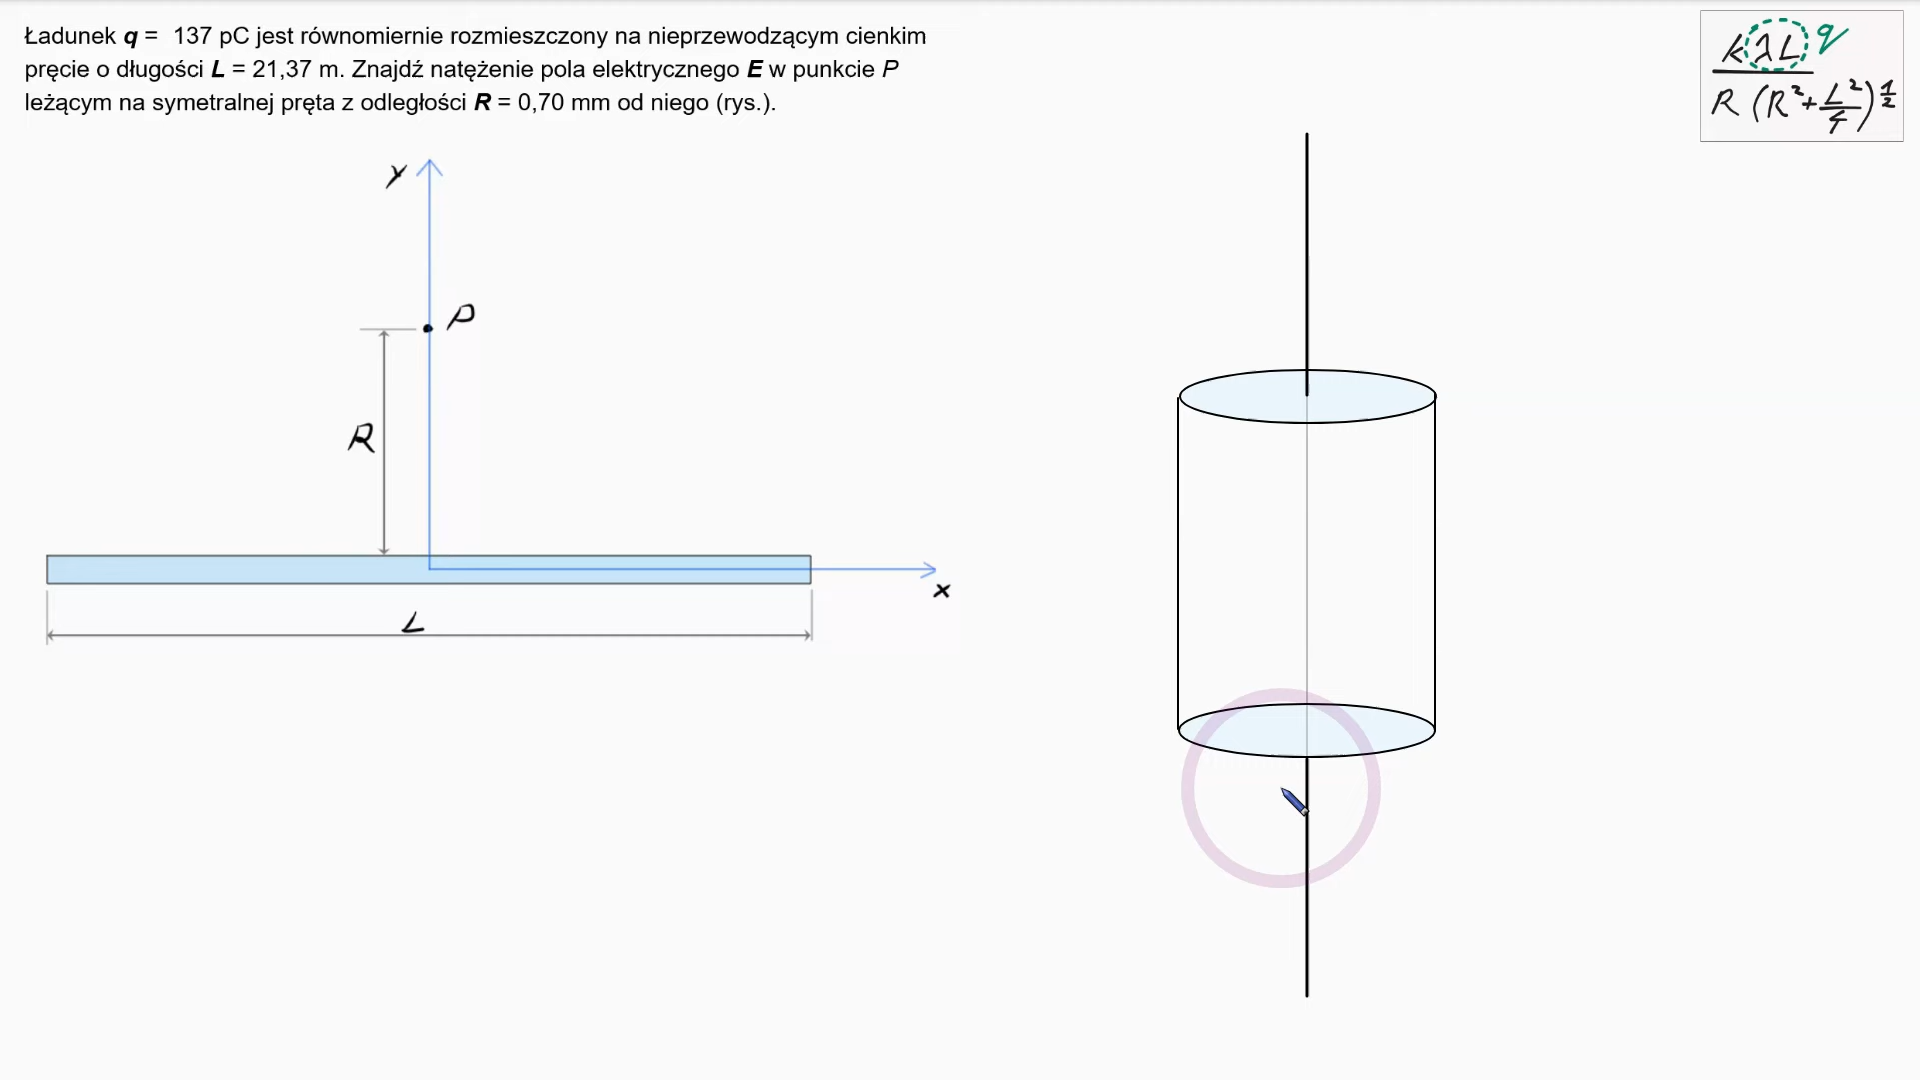 Ładunek q = 137 pC jest równomiernie rozmieszczony na nieprzewodzącym cienkim
pręcie o długości L = 21,37 m. Znajdź natężenie pola elektrycznego E w punkcie P
leżącym na symetralnej pręta z odległości R = 0,70 mm od niego (rys.).
kλL q
R (R²+L²/4)^1/2
y
P
R
x
L